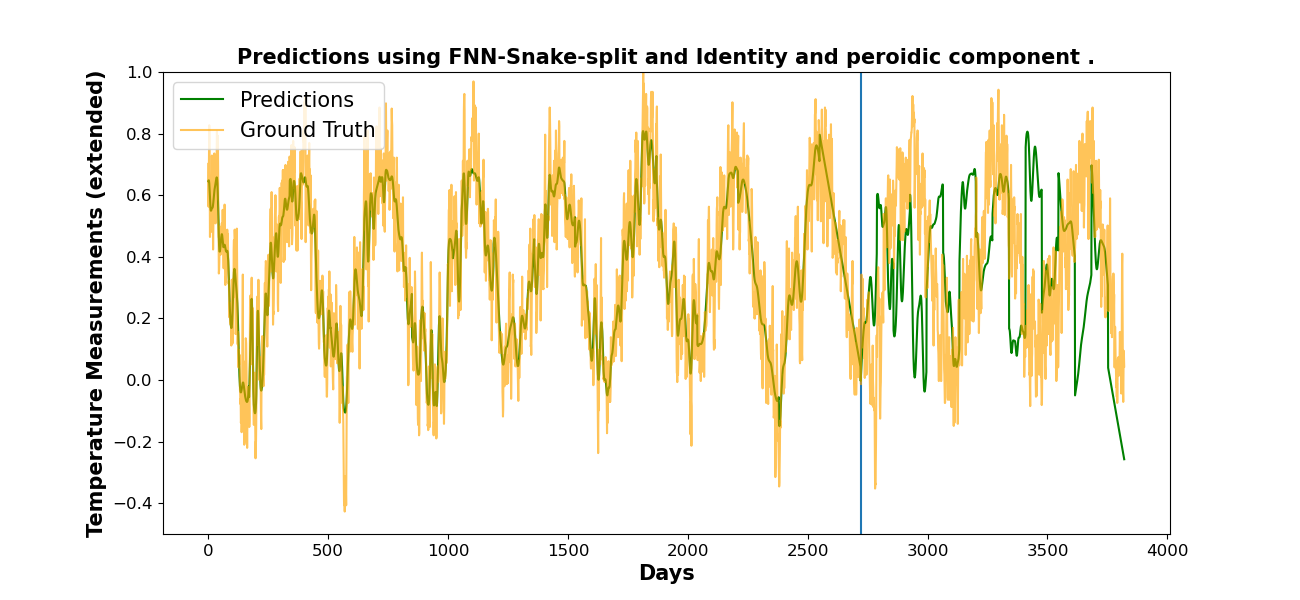 Predictions using FNN-Snake-split and Identity and peroidic component .
Temperature Measurements (extended)
1.0
0.8
0.6
0.4
0.2
0.0
−0.2
−0.4
Predictions
Ground Truth
0 500 1000 1500 2000 2500 3000 3500 4000
Days